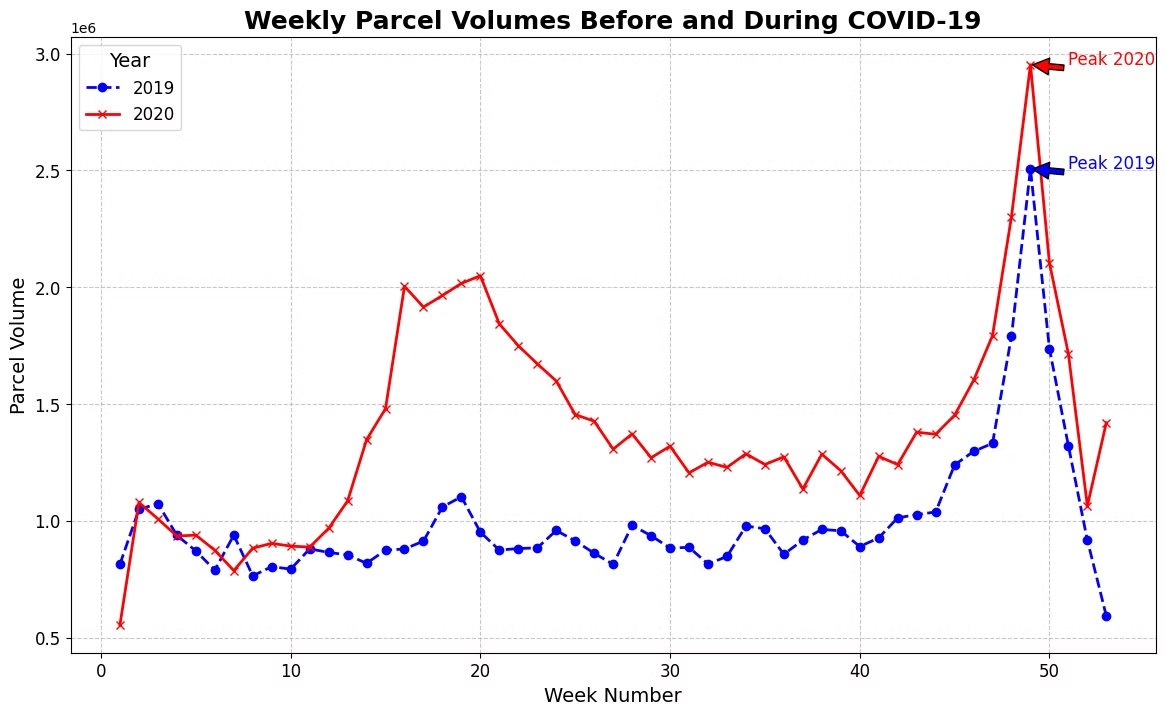 Weekly Parcel Volumes Before and During COVID-19
1e6
3.0
2.5
2.0
1.5
1.0
0.5
Parcel Volume
Year
2019
2020
Peak 2020
Peak 2019
0
10
20
30
40
50
Week Number